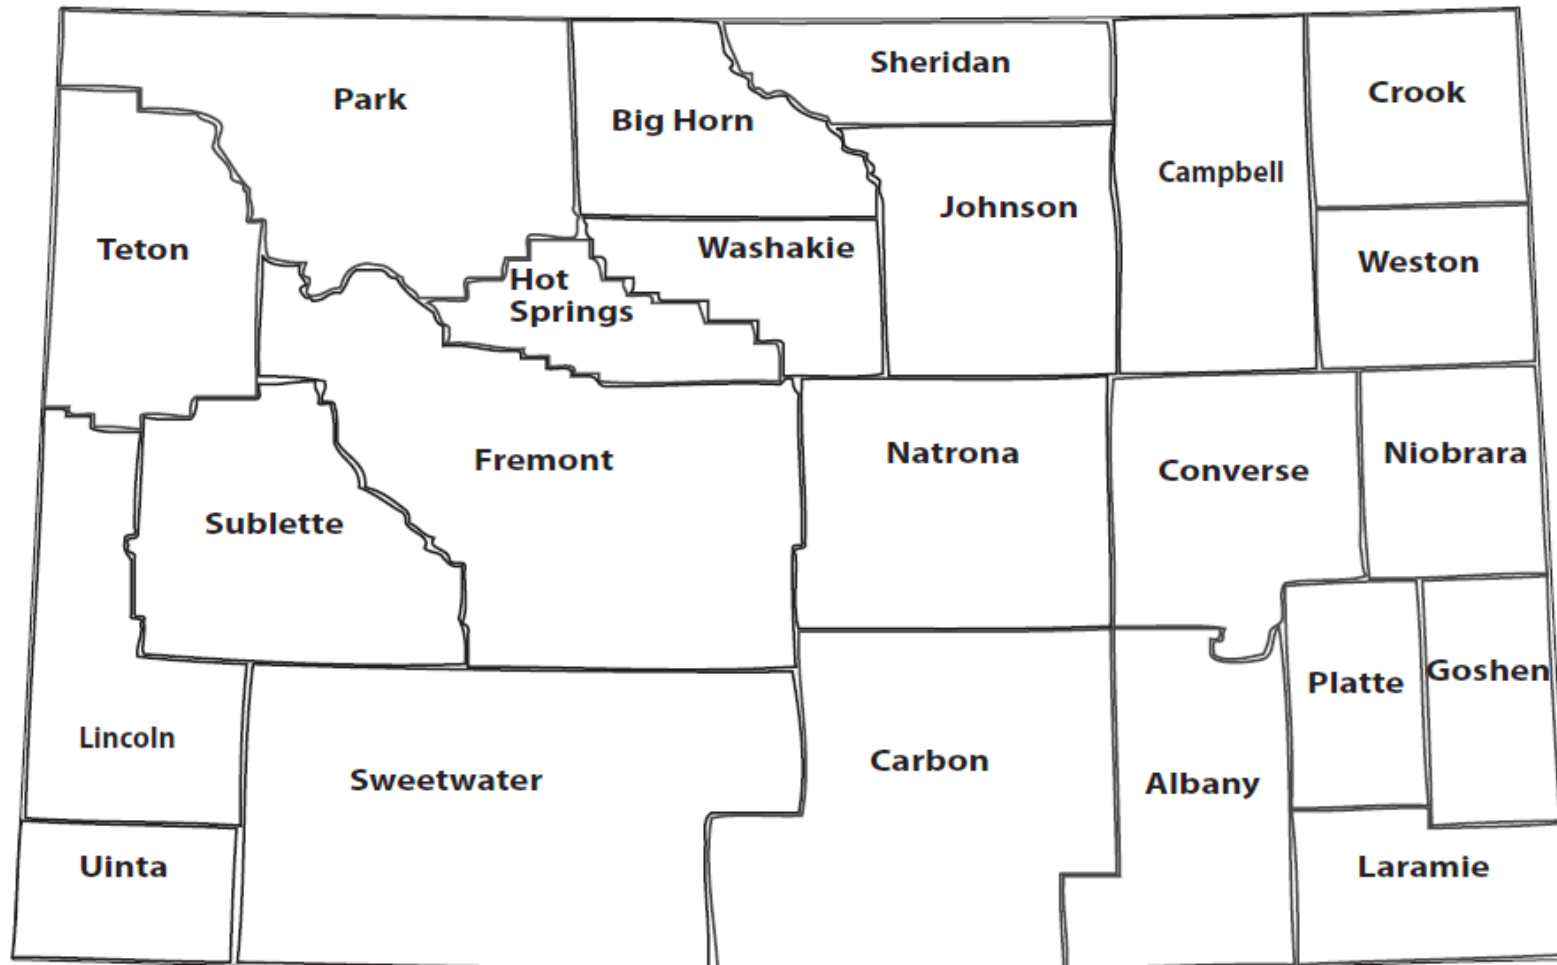 Sheridan
Crook
Park
Big Horn
Campbell
Johnson
Teton
Washakie
Weston
Hot
Springs
Fremont
Natrona
Converse
Niobrara
Sublette
Platte
Goshen
Lincoln
Sweetwater
Carbon
Albany
Uinta
Laramie